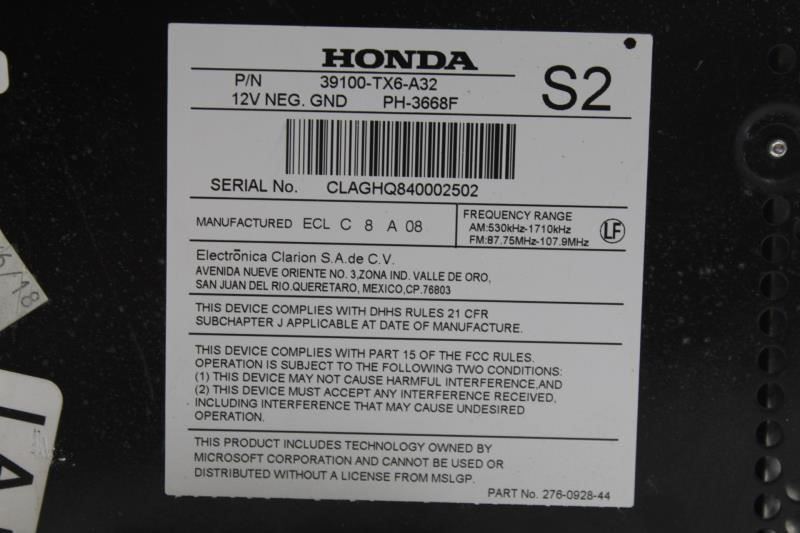 HONDA
P/N 39100-TX6-A32
12V NEG. GND PH-3668F
S2
SERIAL No. CLAGHQ840002502
MANUFACTURED ECL C 8 A 08
FREQUENCY RANGE
AM:530kHz-1710kHz
FM:87.75MHz-107.9MHz
LF
Electrōnica Clarion S.A.de C.V.
AVENIDA NUEVE ORIENTE NO. 3,ZONA IND. VALLE DE ORO,
SAN JUAN DEL RIO.QUERETARO, MEXICO,CP.76803
THIS DEVICE COMPLIES WITH DHHS RULES 21 CFR
SUBCHAPTER J APPLICABLE AT DATE OF MANUFACTURE.
THIS DEVICE COMPLIES WITH PART 15 OF THE FCC RULES.
OPERATION IS SUBJECT TO THE FOLLOWING TWO CONDITIONS:
(1) THIS DEVICE MAY NOT CAUSE HARMFUL INTERFERENCE,AND
(2) THIS DEVICE MUST ACCEPT ANY INTERFERENCE RECEIVED,
INCLUDING INTERFERENCE THAT MAY CAUSE UNDESIRED
OPERATION.
THIS PRODUCT INCLUDES TECHNOLOGY OWNED BY
MICROSOFT CORPORATION AND CANNOT BE USED OR
DISTRIBUTED WITHOUT A LICENSE FROM MSLGP.
PART No. 276-0928-44